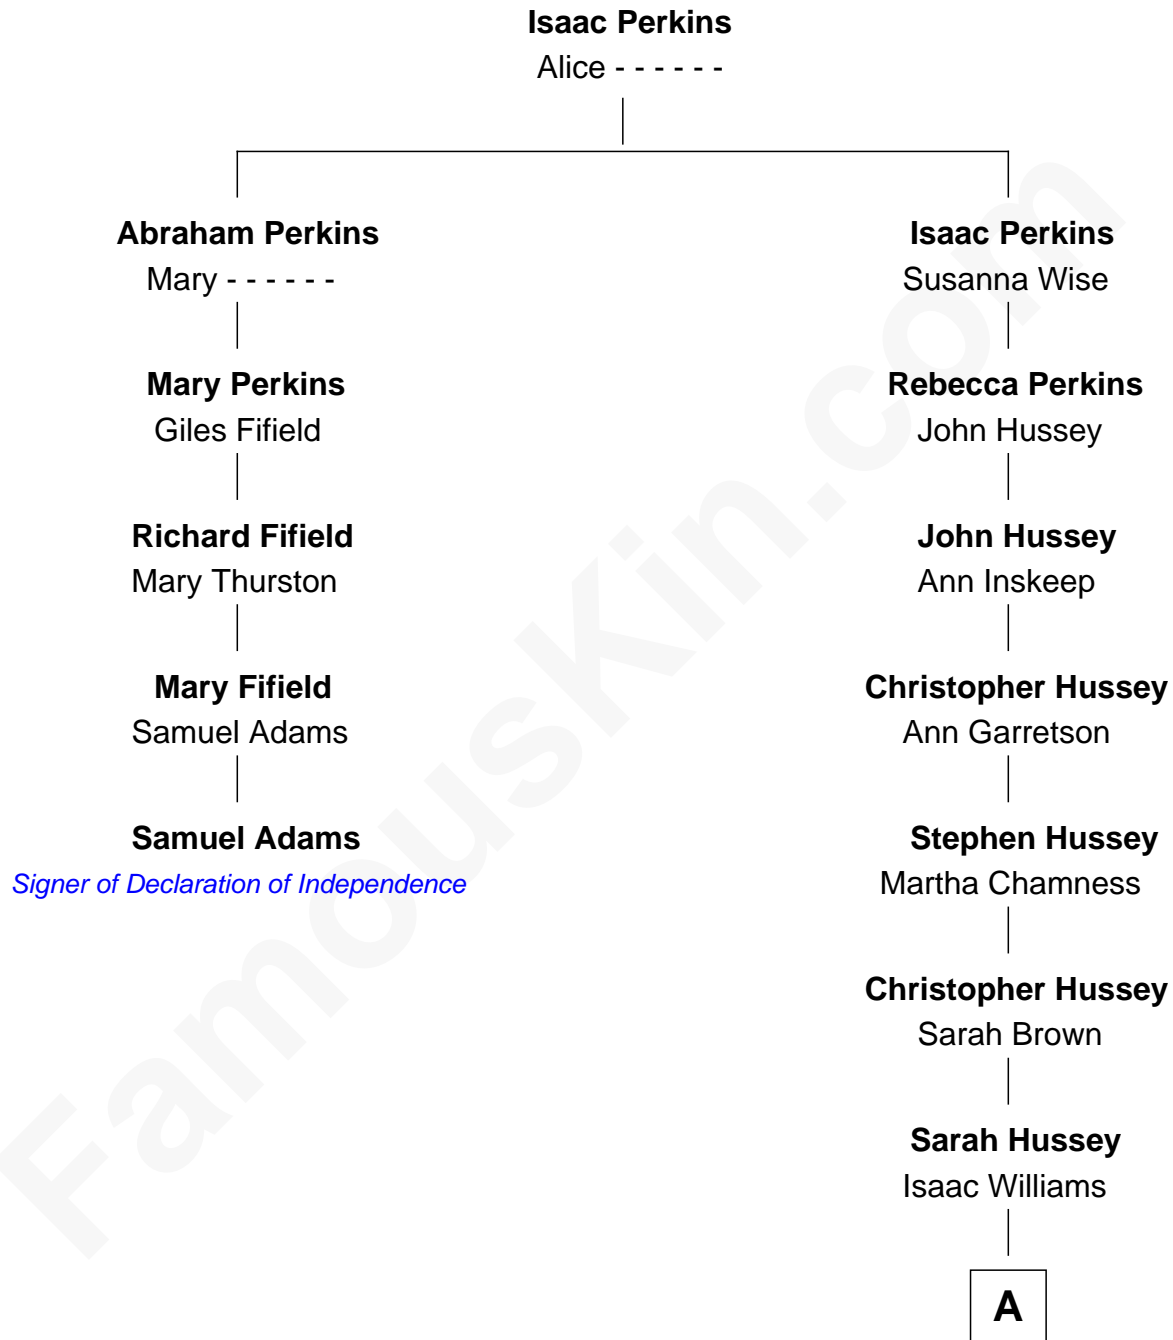 Isaac Perkins
Alice - - - - - -
Abraham Perkins
Mary - - - - - -
Mary Perkins
Giles Fifield
Richard Fifield
Mary Thurston
Mary Fifield
Samuel Adams
Samuel Adams
Signer of Declaration of Independence
Isaac Perkins
Susanna Wise
Rebecca Perkins
John Hussey
John Hussey
Ann Inskeep
Christopher Hussey
Ann Garretson
Stephen Hussey
Martha Chamness
Christopher Hussey
Sarah Brown
Sarah Hussey
Isaac Williams
A
FamousKin.com